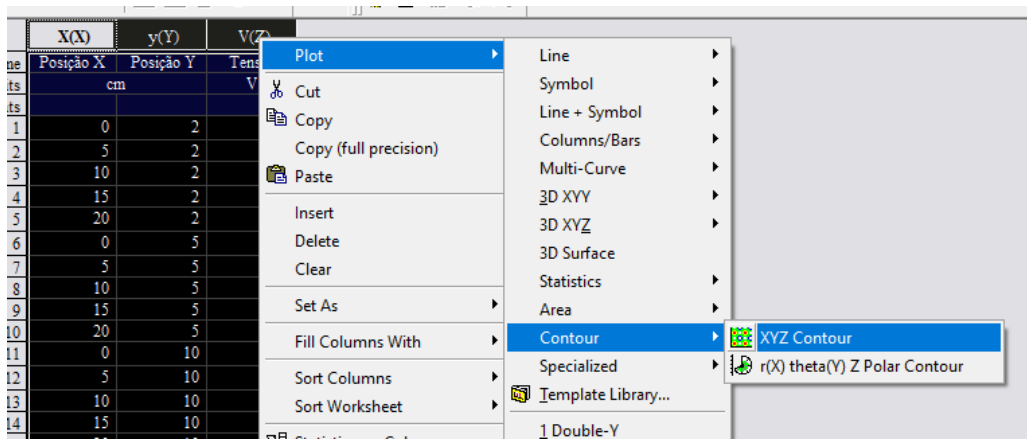 X(X) y(Y) V(Z)
Posição X Posição Y Tens
cm V
1 0 2
2 5 2
3 10 2
4 15 2
5 20 2
6 0 5
7 5 5
8 10 5
9 15 5
10 20 5
11 0 10
12 5 10
13 10 10
14 15 10
Plot
Cut
Copy
Copy (full precision)
Paste
Insert
Delete
Clear
Set As
Fill Columns With
Sort Columns
Sort Worksheet
Line
Symbol
Line + Symbol
Columns/Bars
Multi-Curve
3D XYY
3D XYZ
3D Surface
Statistics
Area
Contour
Specialized
Template Library...
1 Double-Y
XYZ Contour
r(X) theta(Y) Z Polar Contour